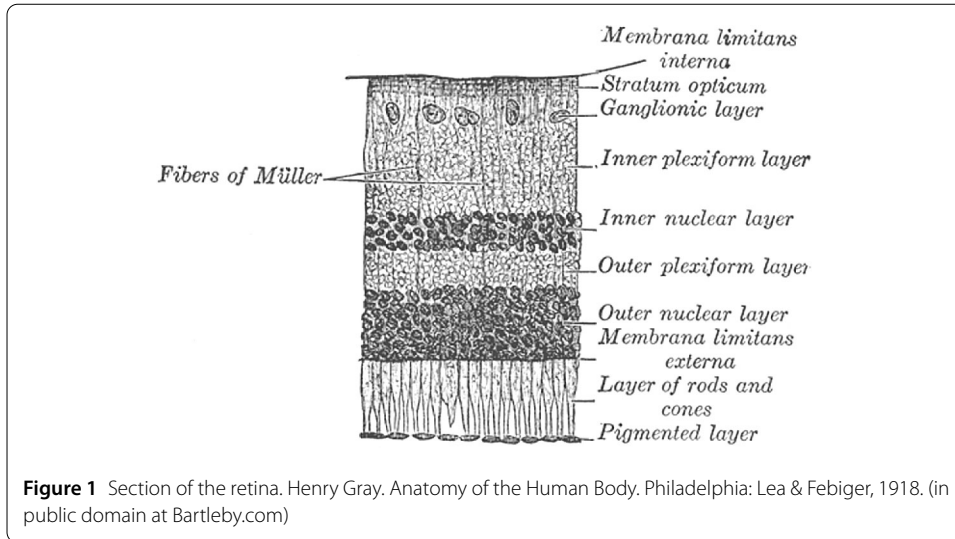 Membrana limitans
interna
Stratum opticum
Ganglionic layer
Inner plexiform layer
Fibers of Müller
Inner nuclear layer
Outer plexiform layer
Outer nuclear layer
Membrana limitans
externa
Layer of rods and
cones
Pigmented layer
Figure 1 Section of the retina. Henry Gray. Anatomy of the Human Body. Philadelphia: Lea & Febiger, 1918. (in
public domain at Bartleby.com)